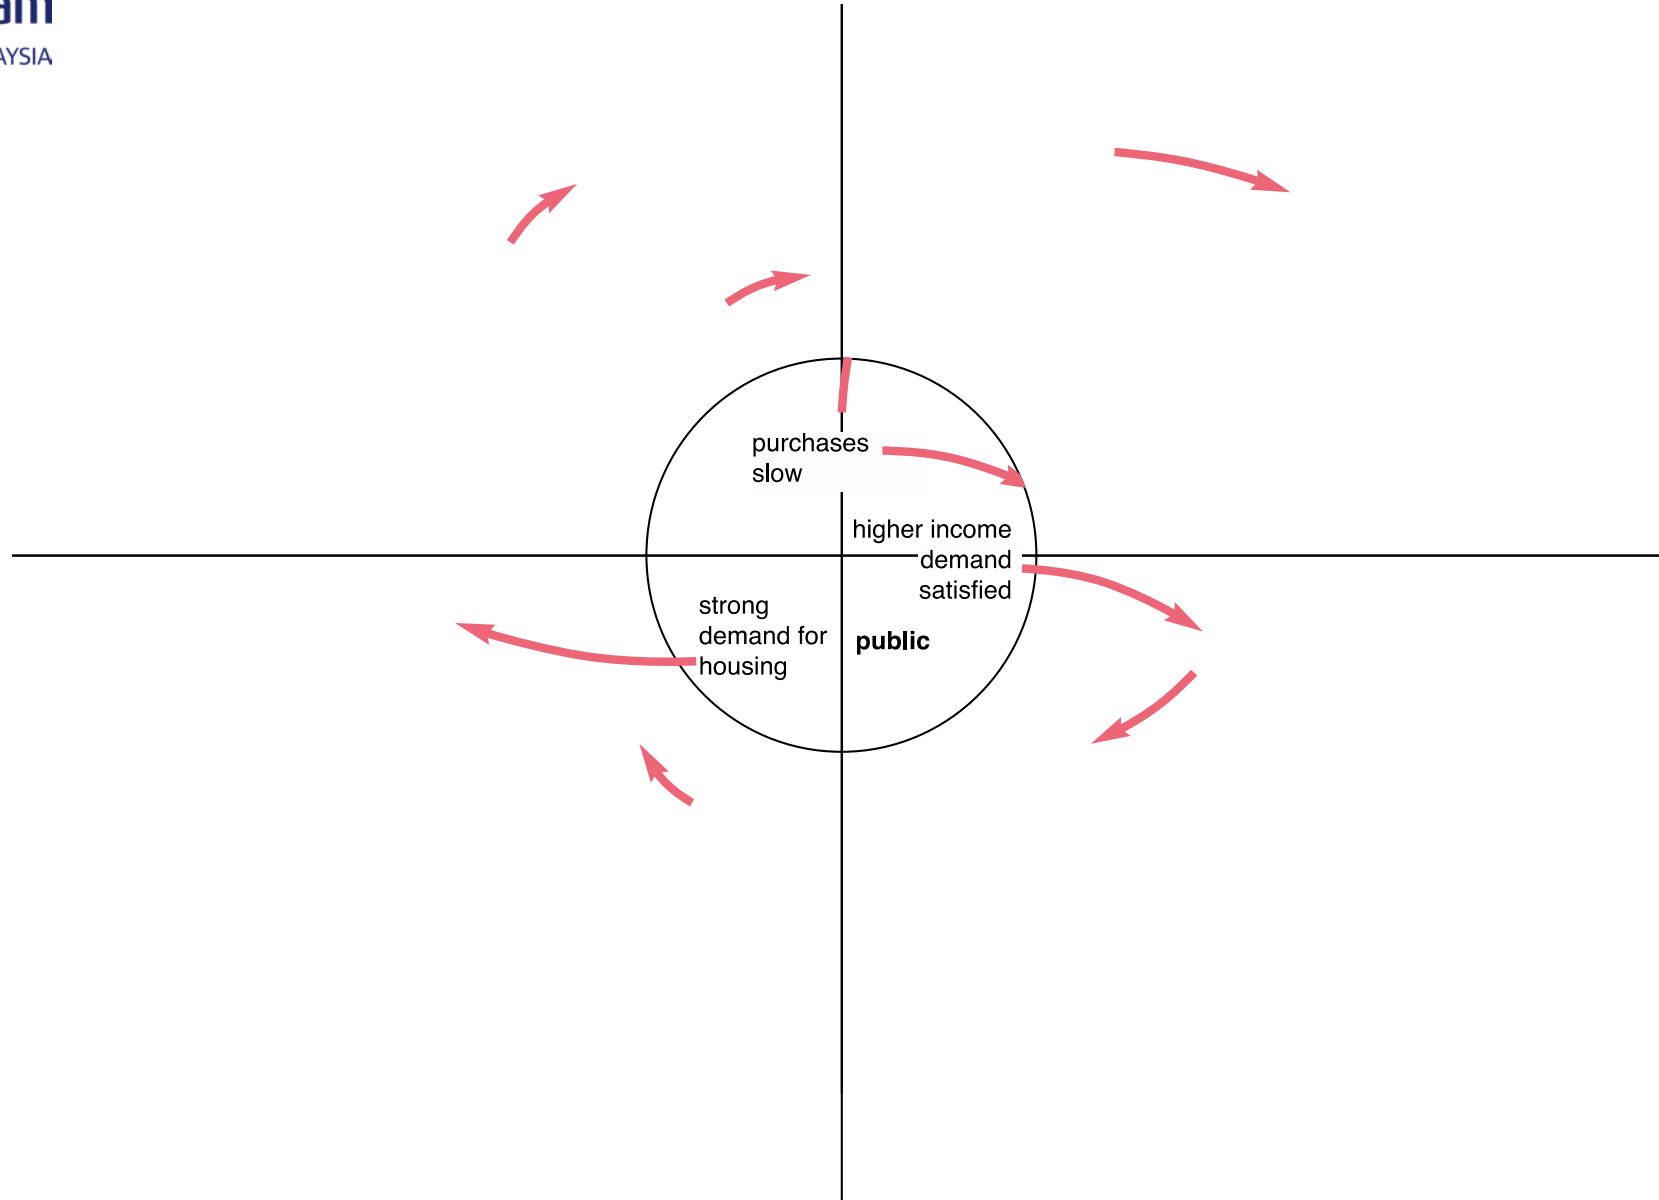 AYSIA
purchases
slow
higher income
demand
satisfied
strong
demand for
housing
public